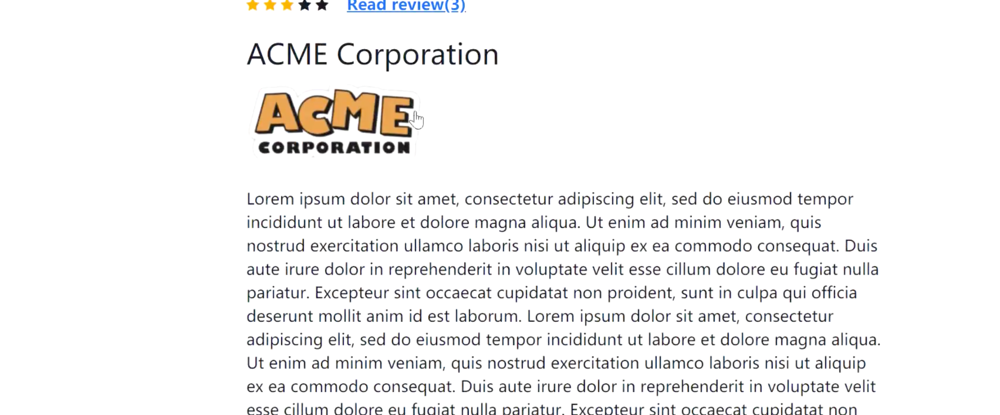 Read review(3)
ACME Corporation
ACME
CORPORATION
Lorem ipsum dolor sit amet, consectetur adipiscing elit, sed do eiusmod tempor
incididunt ut labore et dolore magna aliqua. Ut enim ad minim veniam, quis
nostrud exercitation ullamco laboris nisi ut aliquip ex ea commodo consequat. Duis
aute irure dolor in reprehenderit in voluptate velit esse cillum dolore eu fugiat nulla
pariatur. Excepteur sint occaecat cupidatat non proident, sunt in culpa qui officia
deserunt mollit anim id est laborum. Lorem ipsum dolor sit amet, consectetur
adipiscing elit, sed do eiusmod tempor incididunt ut labore et dolore magna aliqua.
Ut enim ad minim veniam, quis nostrud exercitation ullamco laboris nisi ut aliquip
ex ea commodo consequat. Duis aute irure dolor in reprehenderit in voluptate velit
esse cillum dolore eu fugiat nulla pariatur. Excepteur sint occaecat cupidatat non